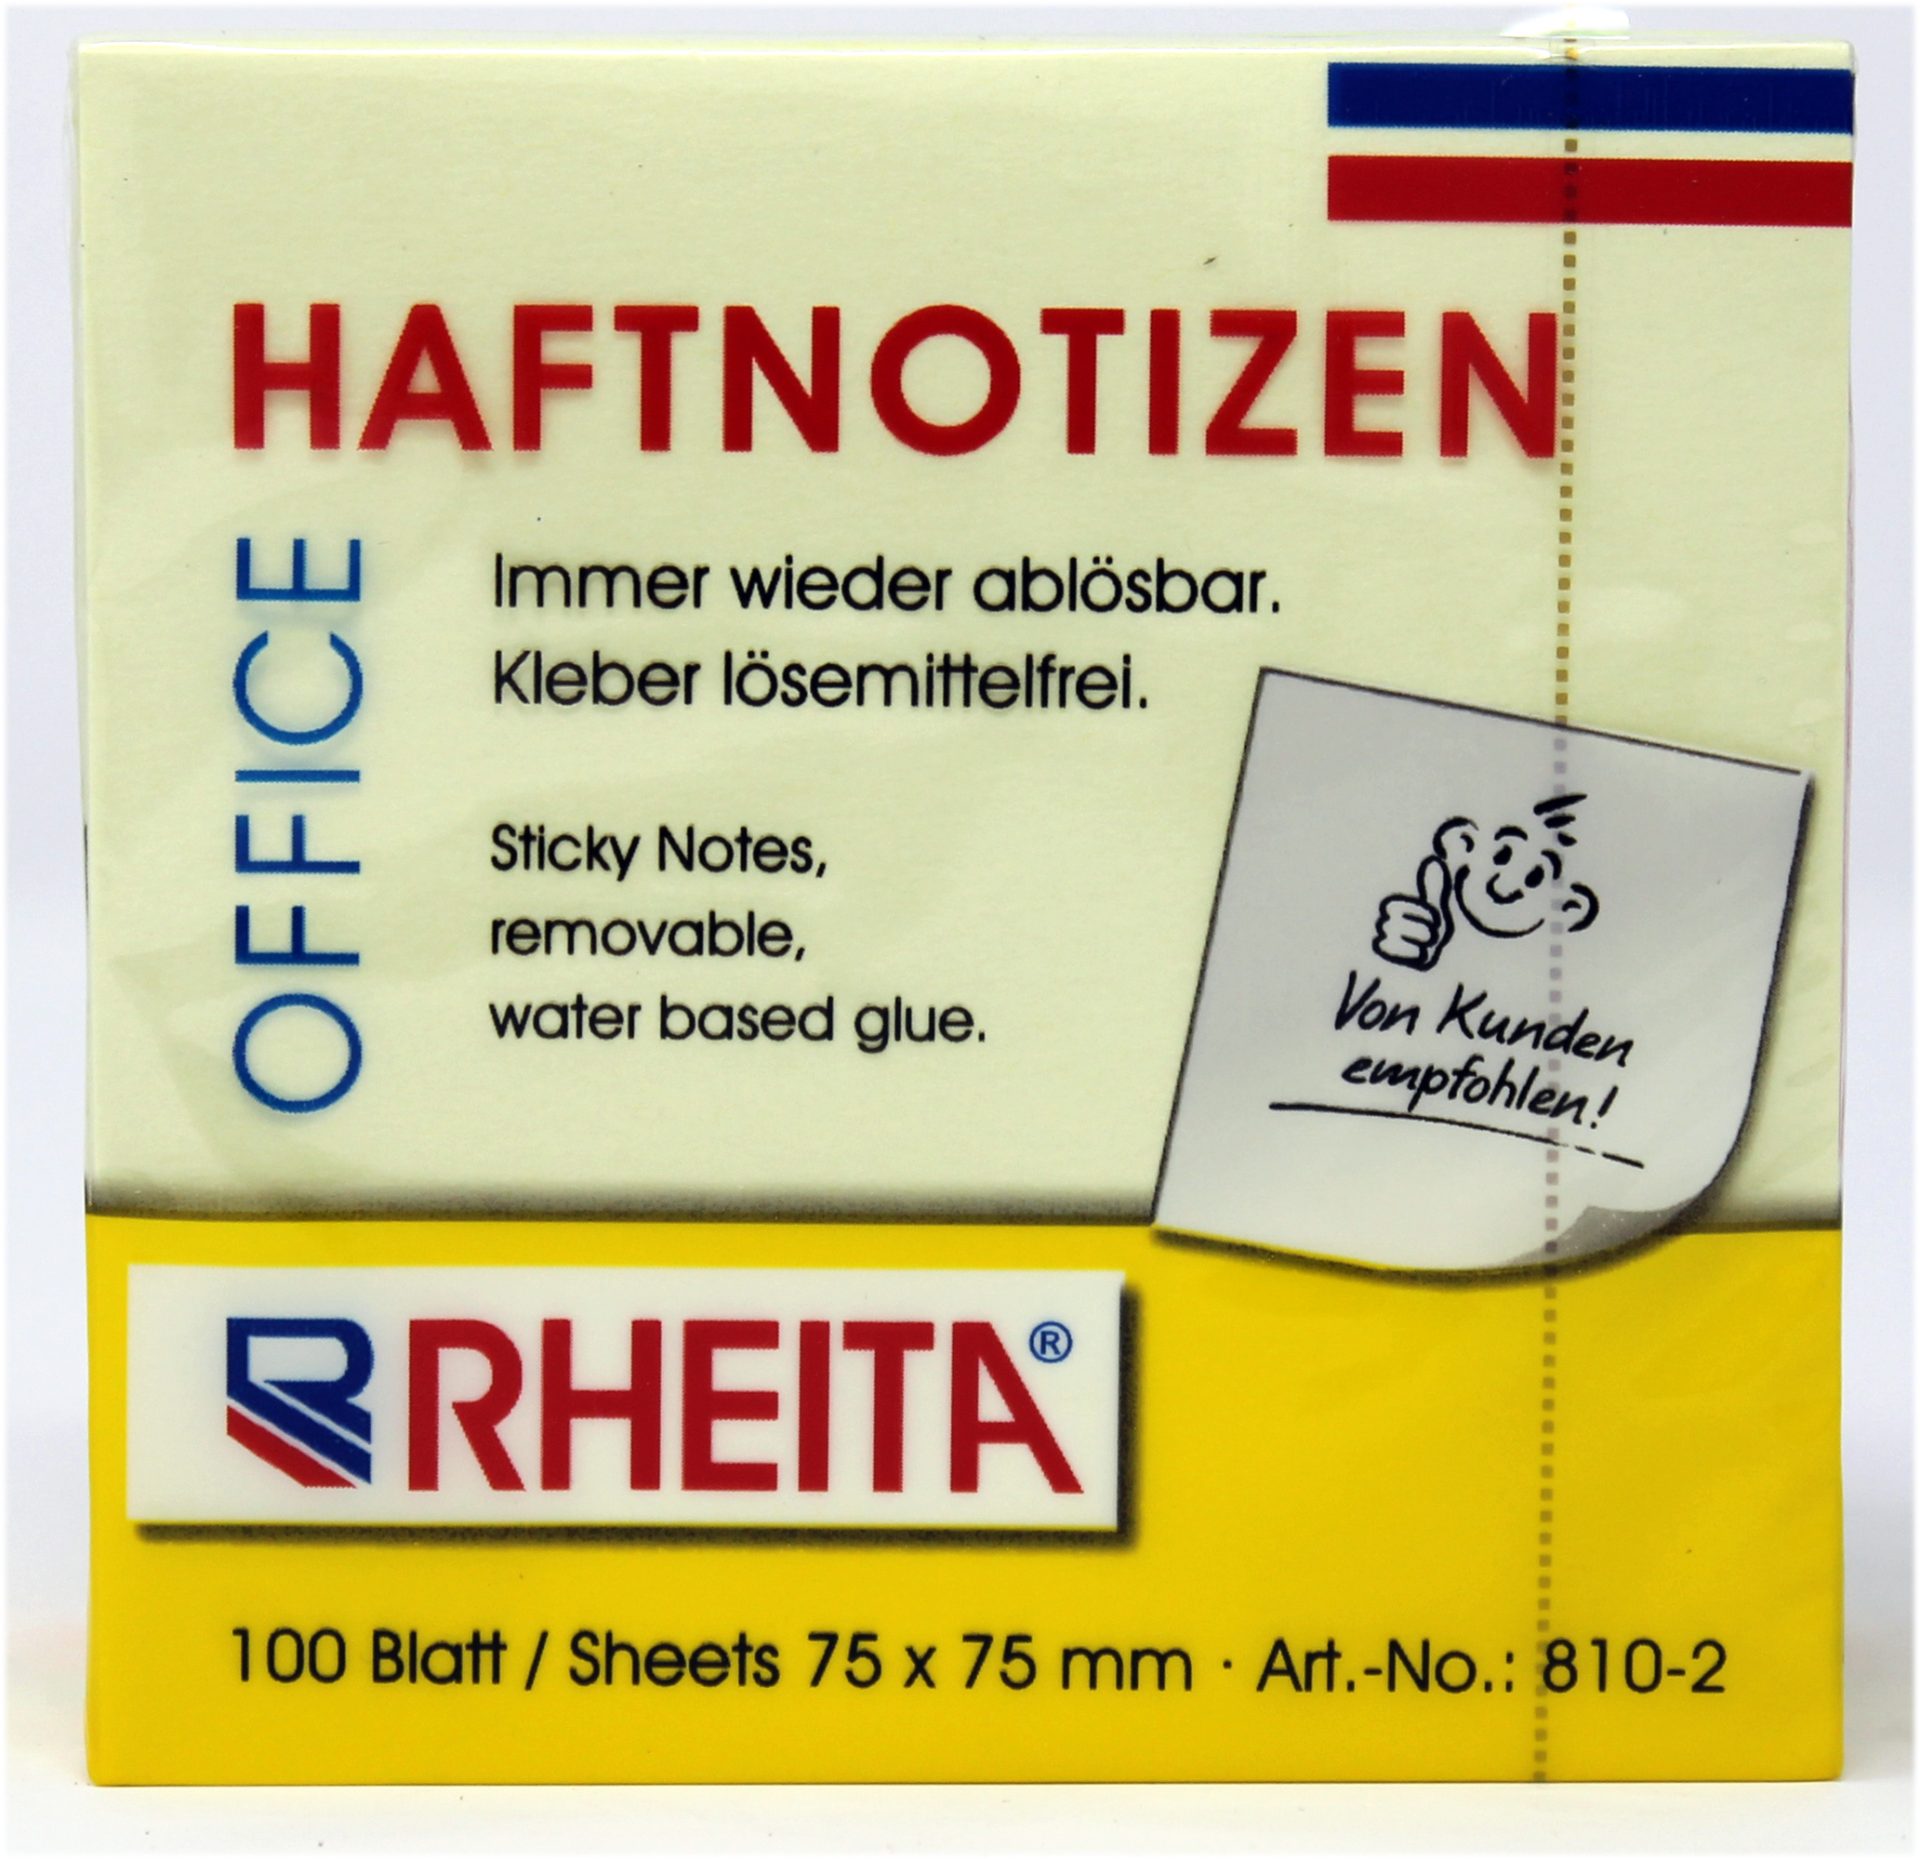 HAFTNOTIZEN
OFFICE
Immer wieder ablösbar.
Kleber lösemittelfrei.
Sticky Notes,
removable,
water based glue.
Von Kunden
empfohlen!
RHEITA®
100 Blatt / Sheets 75 x 75 mm · Art.-No.: 810-2